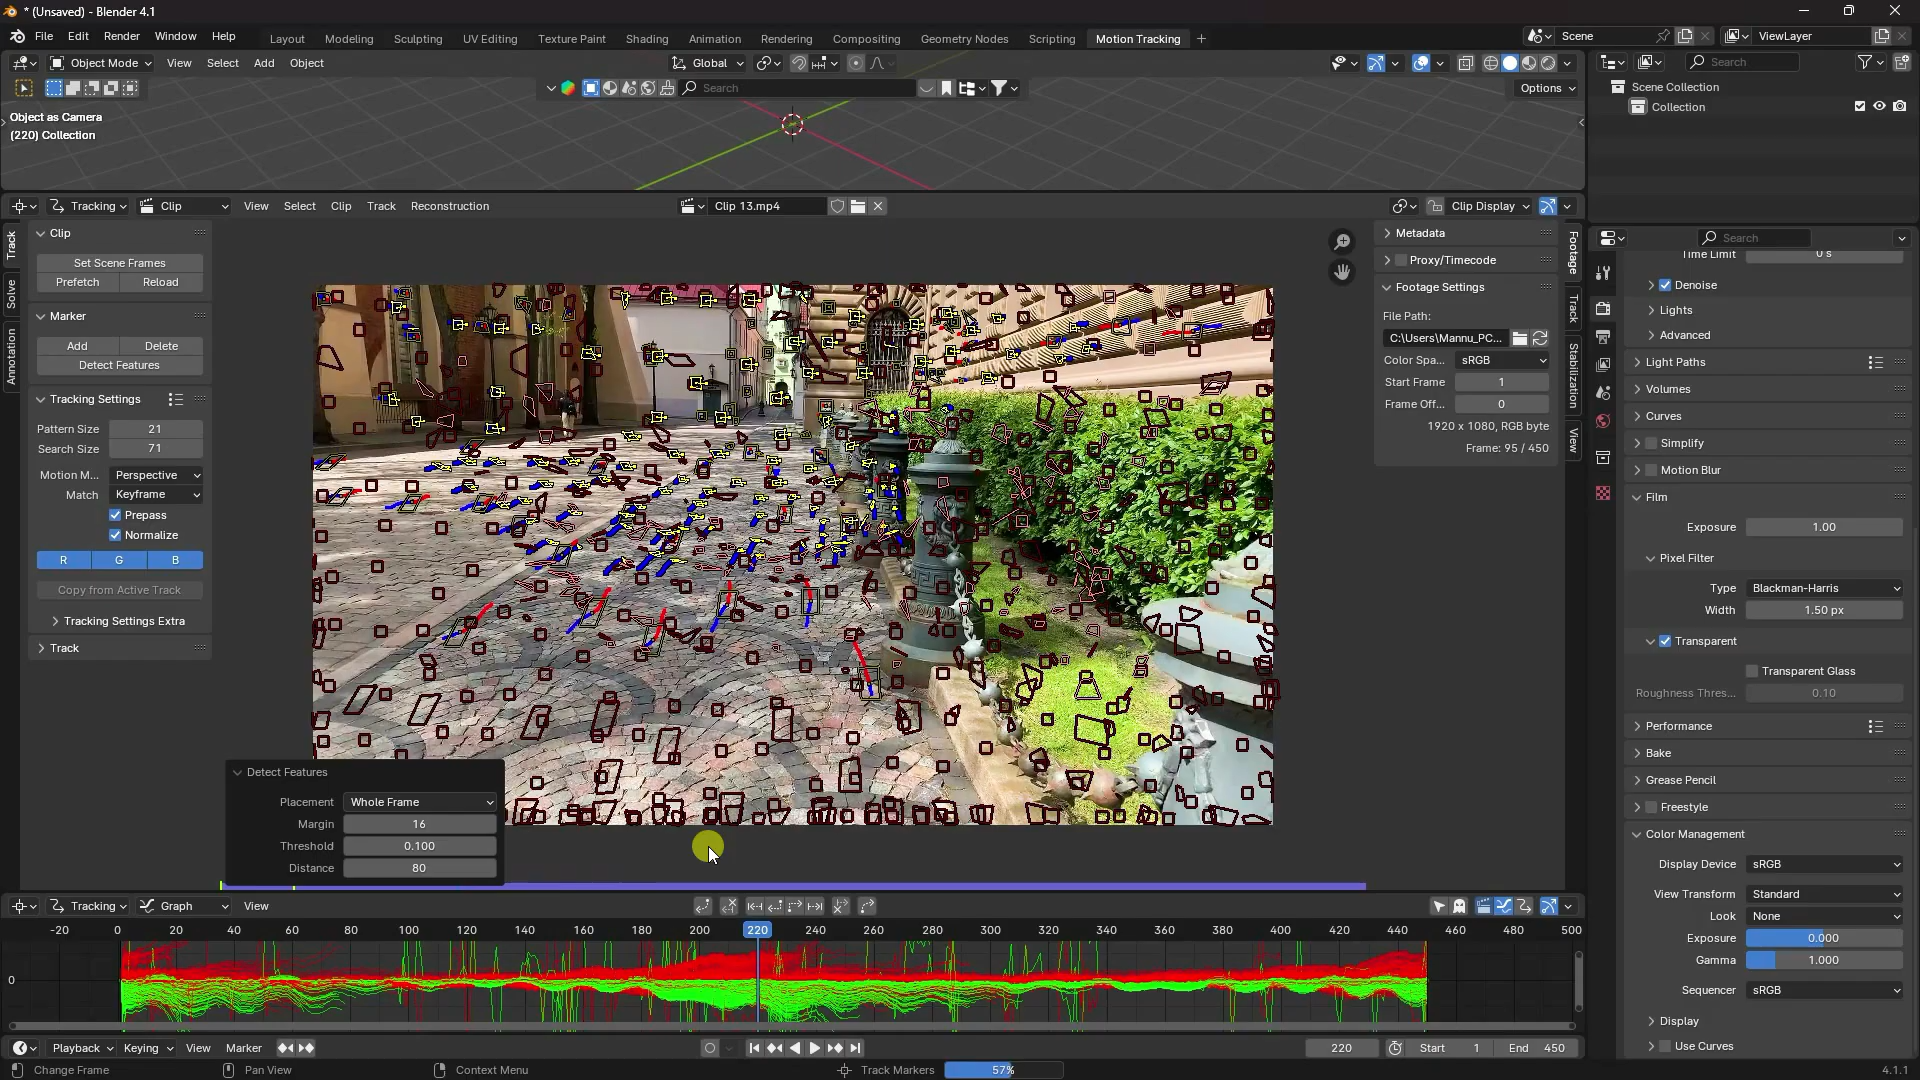 * (Unsaved) - Blender 4.1
File Edit Render Window Help Layout Modeling Sculpting UV Editing Texture Paint Shading Animation Rendering Compositing Geometry Nodes Scripting Motion Tracking + Scene ViewLayer
Object Mode View Select Add Object Global Search
Search Options
Object as Camera
(220) Collection
Scene Collection
Collection
Tracking Clip View Select Clip Track Reconstruction Clip 13.mp4 Clip Display
Track
Solve
Annotation
Clip
Set Scene Frames
Prefetch Reload
Marker
Add Delete
Detect Features
Tracking Settings
Pattern Size 21
Search Size 71
Motion M... Perspective
Match Keyframe
Prepass
Normalize
R G B
Copy from Active Track
Tracking Settings Extra
Track
Detect Features
Placement Whole Frame
Margin 16
Threshold 0.100
Distance 80
Metadata
Proxy/Timecode
Footage Settings
File Path:
C:\Users\Mannu_PC...
Color Spa... sRGB
Start Frame 1
Frame Off... 0
1920 x 1080, RGB byte
Frame: 95 / 450
Footage
Track
Stabilization
View
Search
Time Limit 0 s
Denoise
Lights
Advanced
Light Paths
Volumes
Curves
Simplify
Motion Blur
Film
Exposure 1.00
Pixel Filter
Type Blackman-Harris
Width 1.50 px
Transparent
Transparent Glass
Roughness Thres... 0.10
Performance
Bake
Grease Pencil
Freestyle
Color Management
Display Device sRGB
View Transform Standard
Look None
Exposure 0.000
Gamma 1.000
Sequencer sRGB
Display
Use Curves
Tracking Graph View
-20 0 20 40 60 80 100 120 140 160 180 200 220 240 260 280 300 320 340 360 380 400 420 440 460 480 500
0
Playback Keying View Marker 220 Start 1 End 450
Change Frame Pan View Context Menu Track Markers 57% 4.1.1